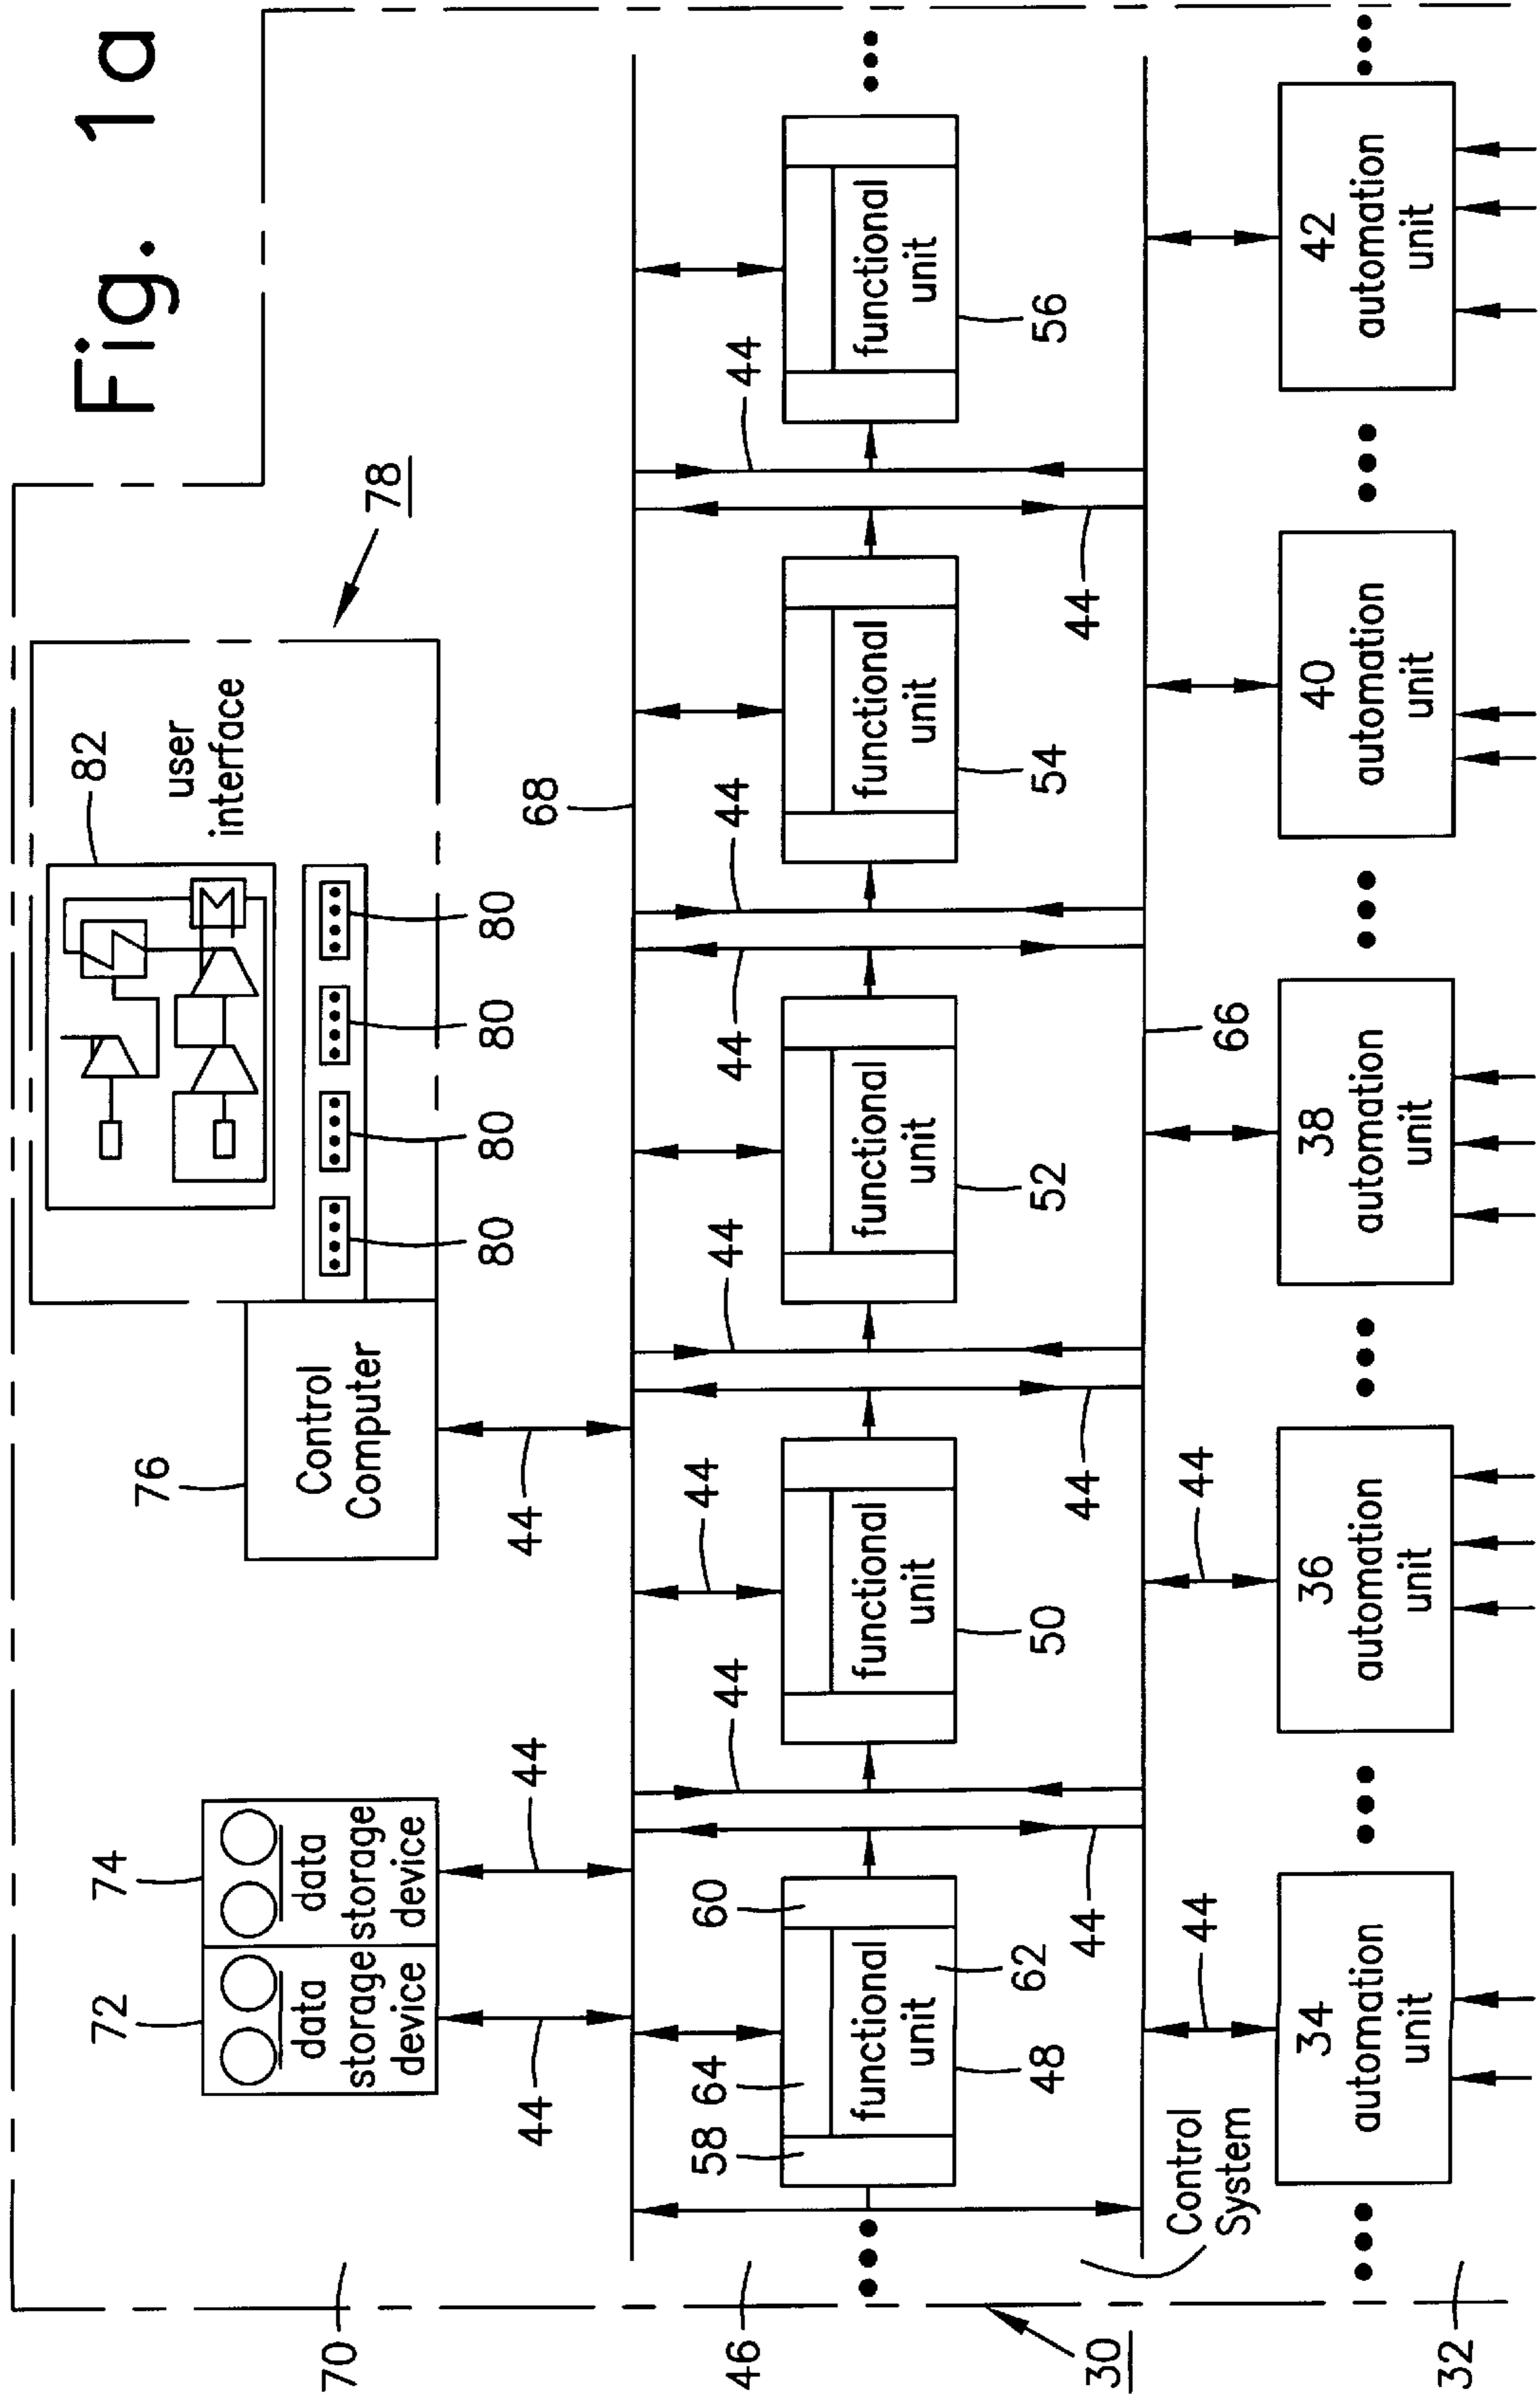 Fig. 1a
82
user
interface
78
72
74
data
storage
device
data
storage
device
76
Control
Computer
80
80
80
80
70
44
44
44
68
46
58
64
60
functional
unit
62
48
44
44
functional
unit
50
44
44
functional
unit
52
44
44
functional
unit
54
44
functional
unit
56
44
44
44
66
30
Control
System
44
44
34
automation
unit
36
automation
unit
38
automation
unit
40
automation
unit
42
automation
unit
32